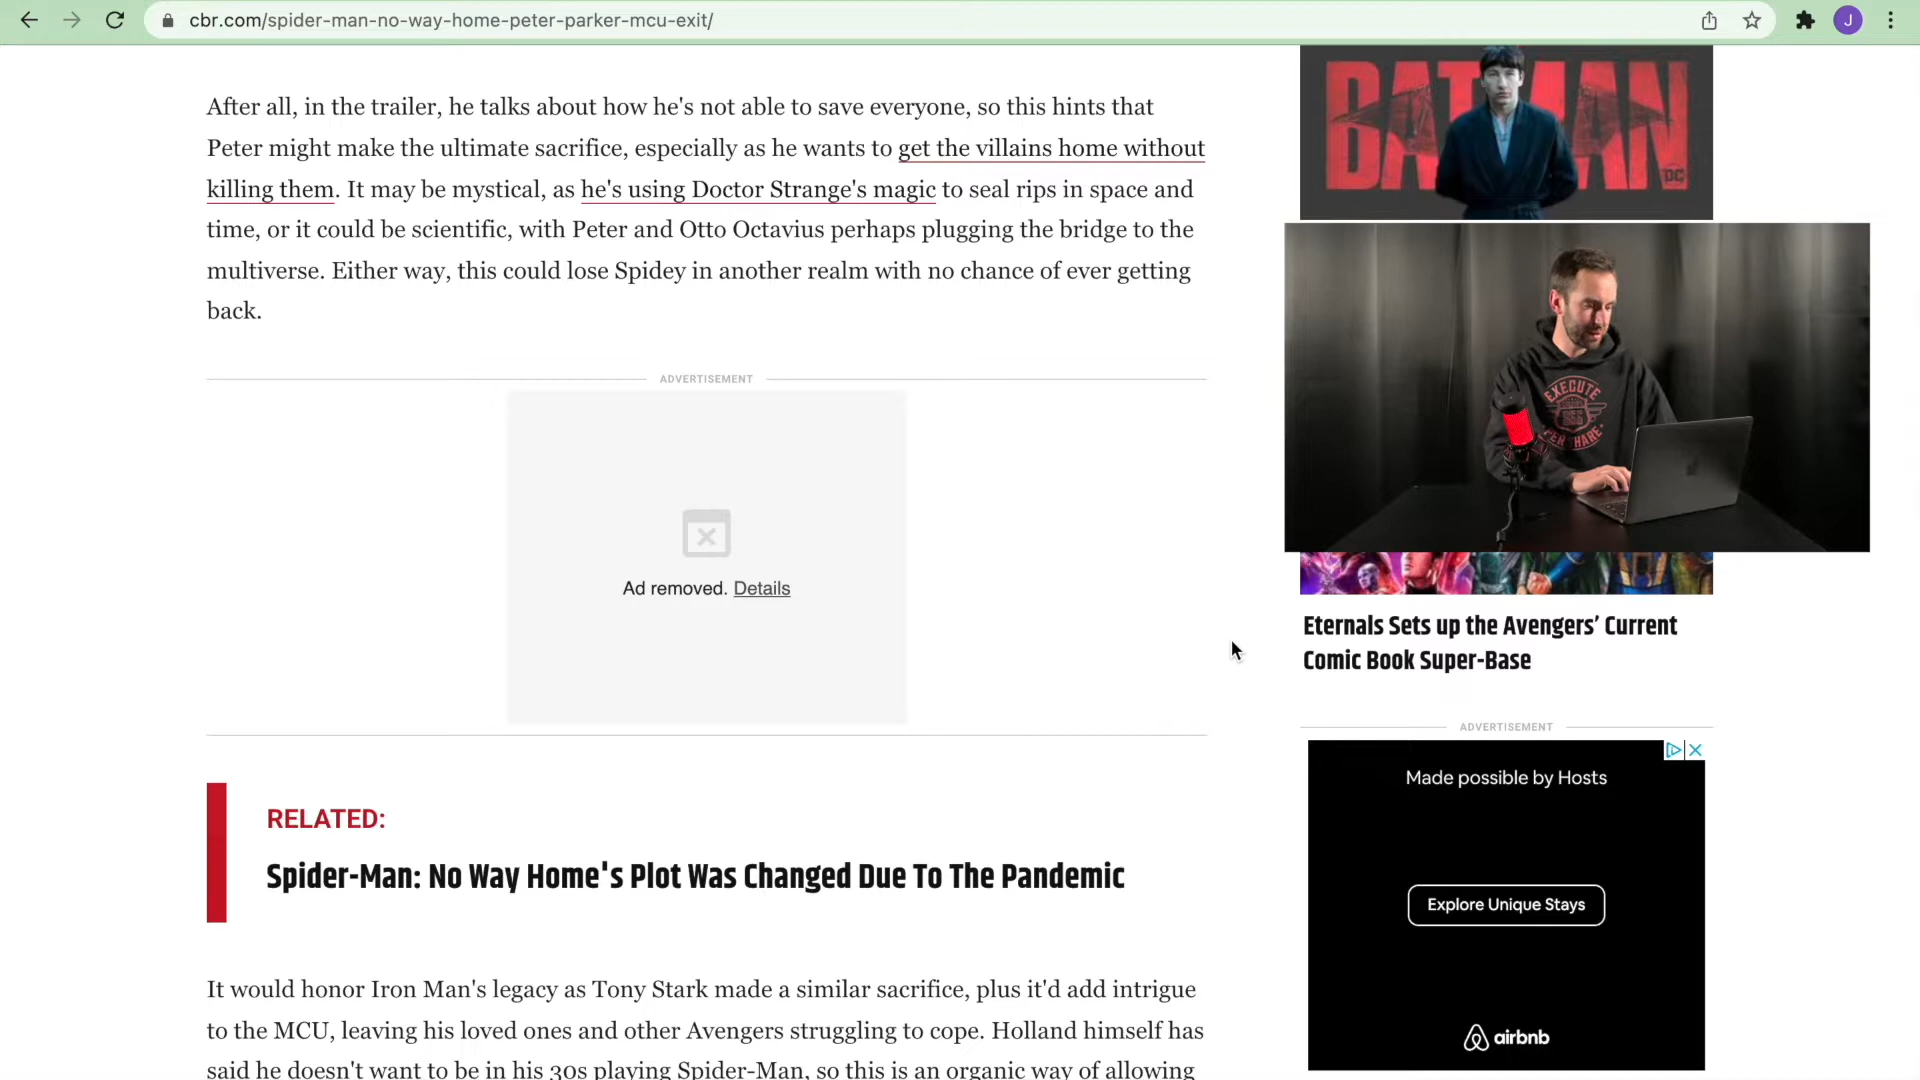 cbr.com/spider-man-no-way-home-peter-parker-mcu-exit/
J
After all, in the trailer, he talks about how he's not able to save everyone, so this hints that
Peter might make the ultimate sacrifice, especially as he wants to get the villains home without
killing them. It may be mystical, as he's using Doctor Strange's magic to seal rips in space and
time, or it could be scientific, with Peter and Otto Octavius perhaps plugging the bridge to the
multiverse. Either way, this could lose Spidey in another realm with no chance of ever getting
back.
ADVERTISEMENT
Ad removed. Details
RELATED:
Spider-Man: No Way Home's Plot Was Changed Due To The Pandemic
It would honor Iron Man's legacy as Tony Stark made a similar sacrifice, plus it'd add intrigue
to the MCU, leaving his loved ones and other Avengers struggling to cope. Holland himself has
said he doesn't want to be in his 30s playing Spider-Man, so this is an organic way of allowing
BATMAN
DC
EXECUTE
PER SHARE
Eternals Sets up the Avengers’ Current
Comic Book Super-Base
ADVERTISEMENT
Made possible by Hosts
Explore Unique Stays
airbnb